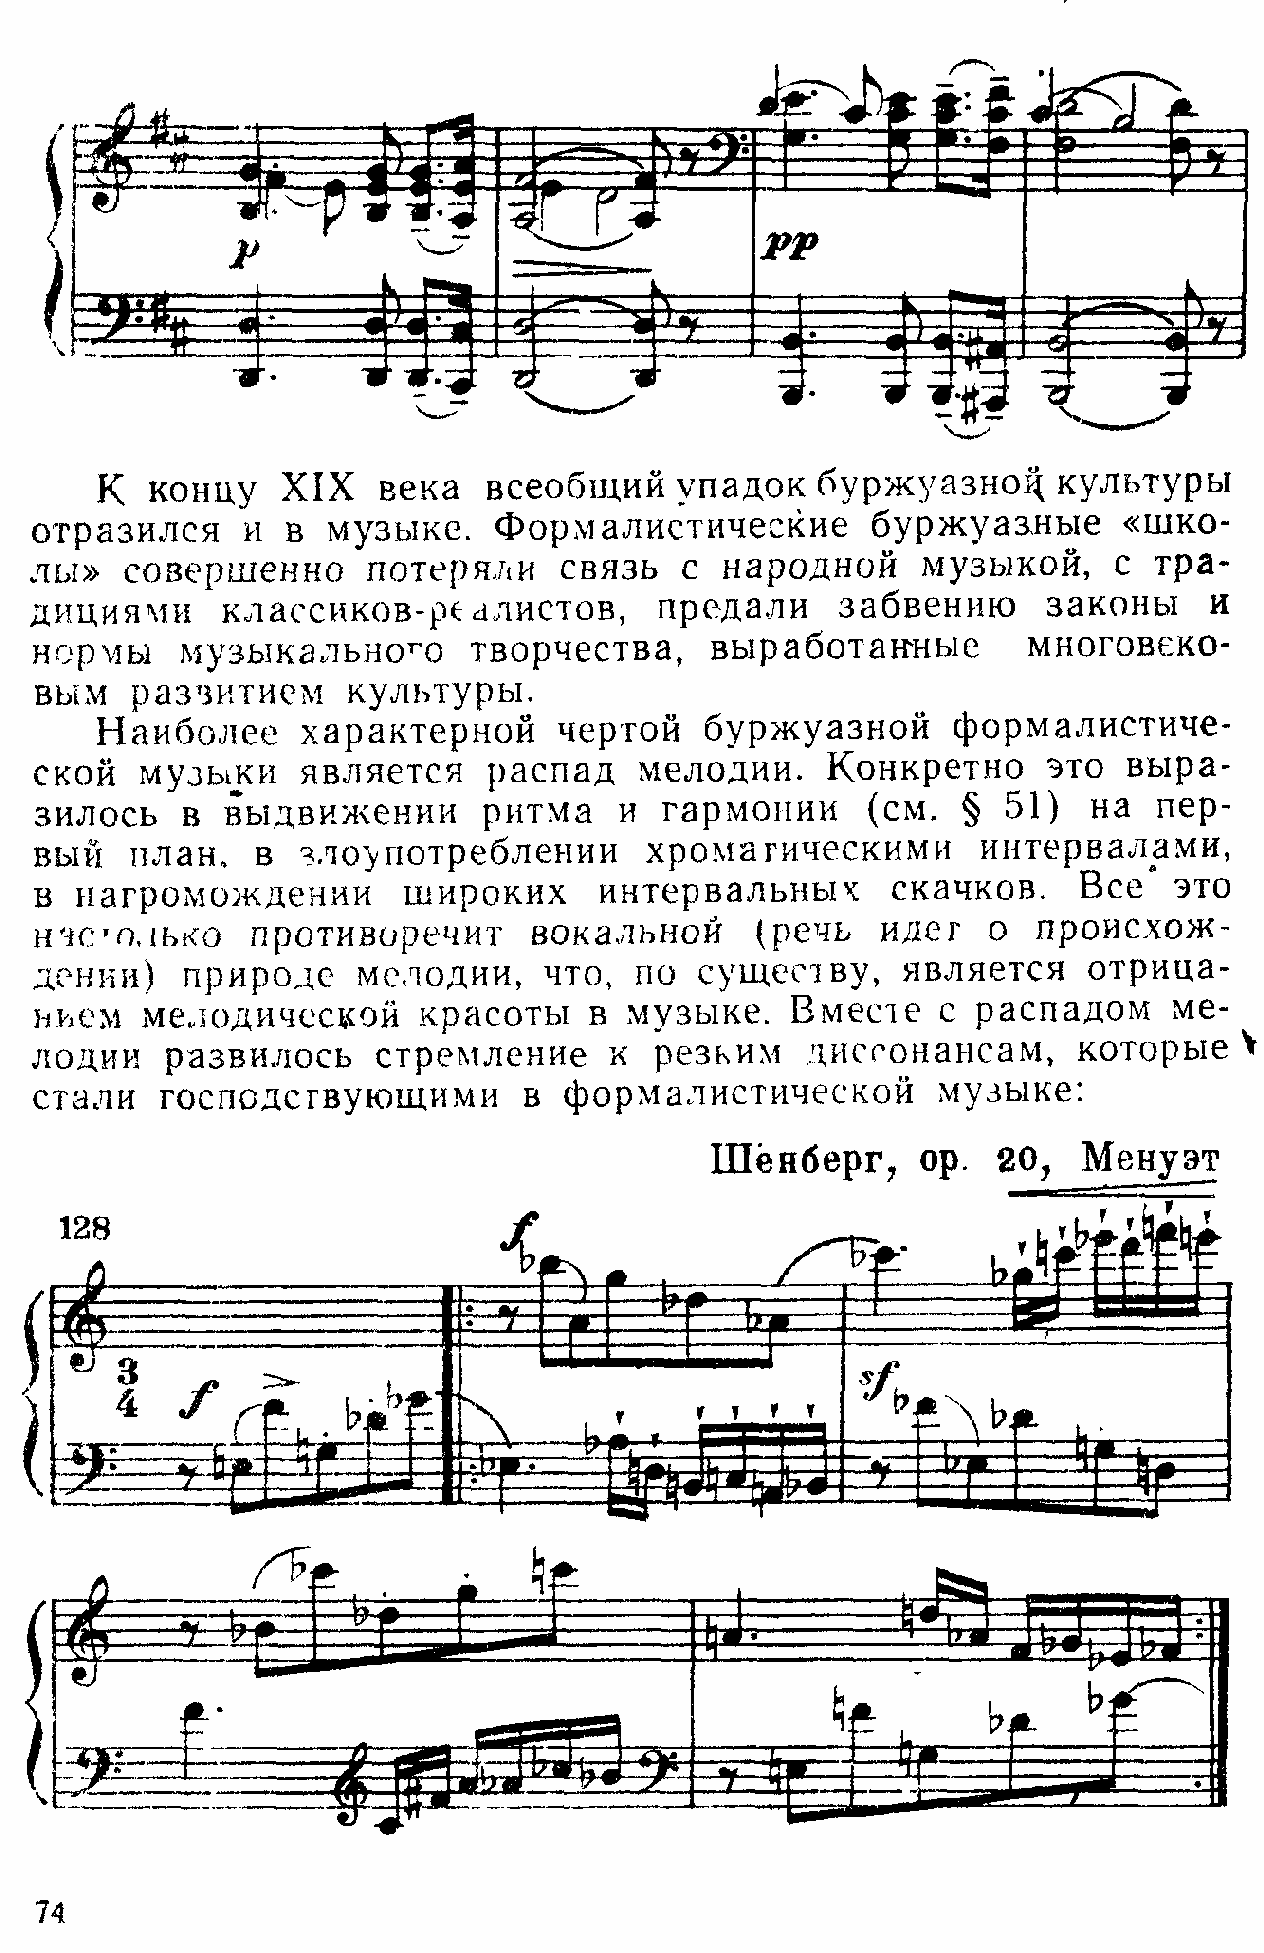 p
pp
К концу XIX века всеобщий упадок буржуазной культуры
отразился и в музыке. Формалистические буржуазные «шко-
лы» совершенно потеряли связь с народной музыкой, с тра-
дициями классиков-реалистов, предали забвению законы и
нормы музыкального творчества, выработанные многовеко-
вым развитием культуры.
Наиболее характерной чертой буржуазной формалистиче-
ской музыки является распад мелодии. Конкретно это выра-
зилось в выдвижении ритма и гармонии (см. § 51) на пер-
вый план, в злоупотреблении хроматическими интервалами,
в нагромождении широких интервальных скачков. Все это
настолько противоречит вокальной (речь идет о происхож-
дении) природе мелодии, что, по существу, является отрица-
нием мелодической красоты в музыке. Вместе с распадом ме-
лодии развилось стремление к резким диссонансам, которые
стали господствующими в формалистической музыке:
Шёнберг, ор. 20, Менуэт
128
f
3
4
f
sf
74